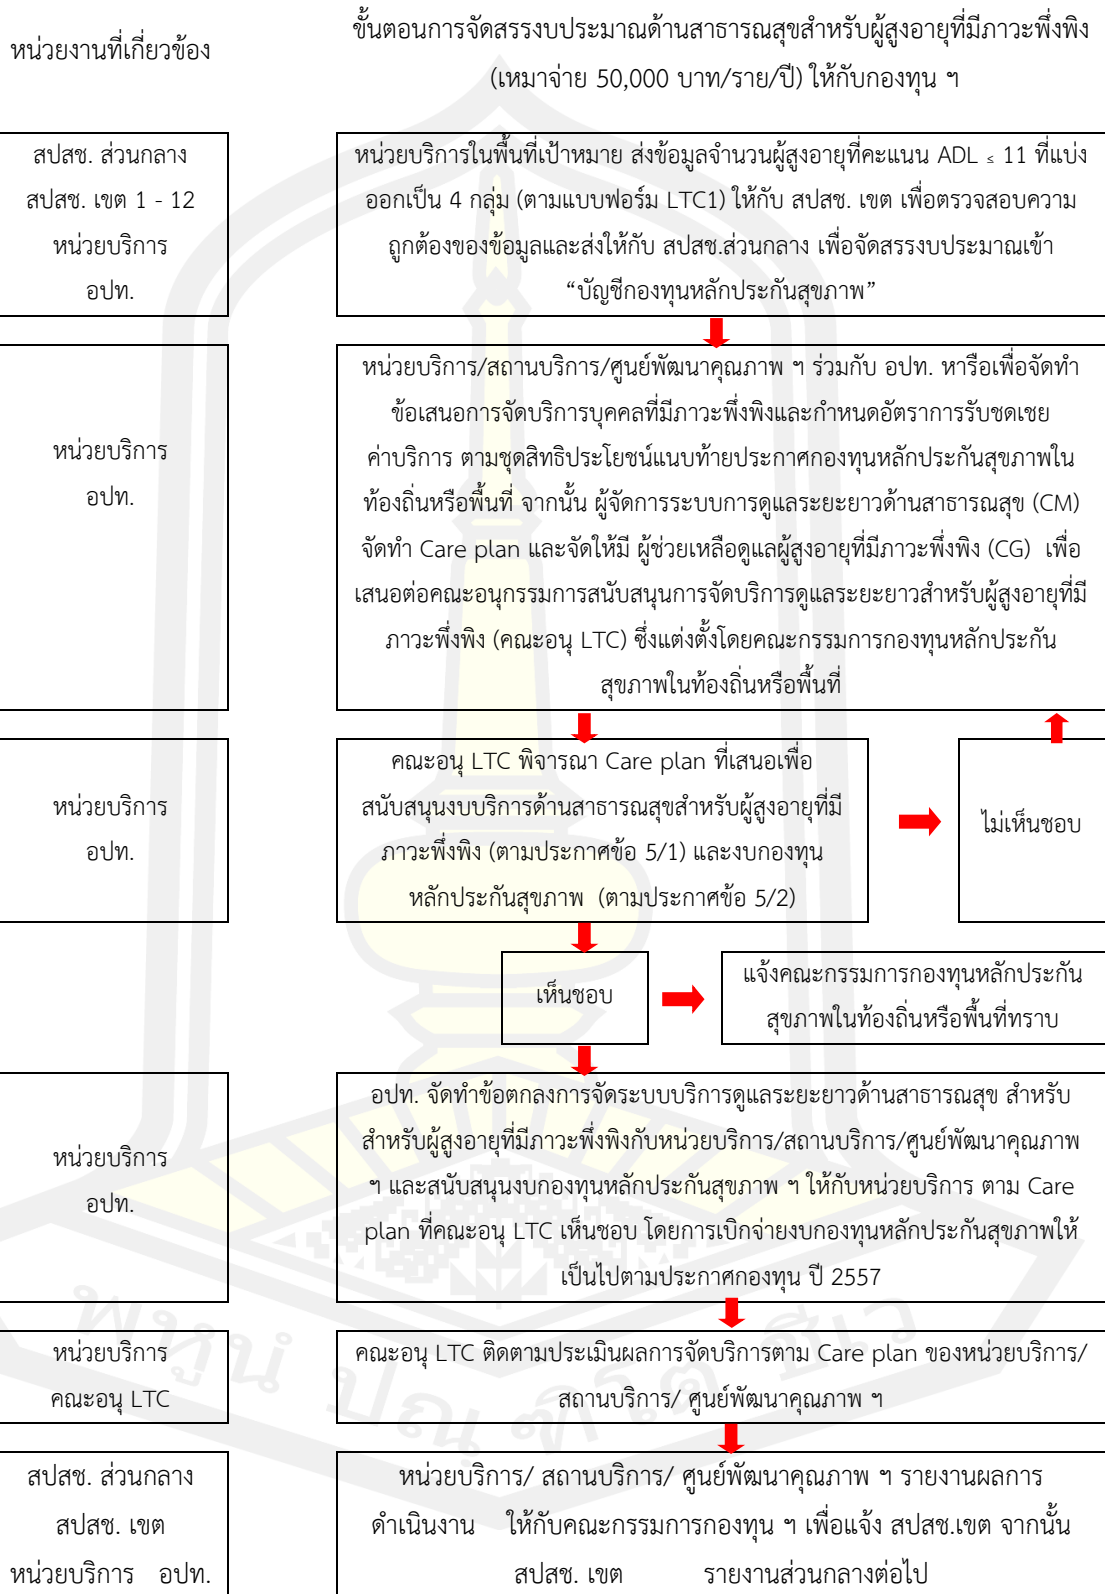 หน่วยงานที่เกี่ยวข้อง
ขั้นตอนการจัดสรรงบประมาณด้านสาธารณสุขสำหรับผู้สูงอายุที่มีภาวะพึ่งพิง
(เหมาจ่าย 50,000 บาท/ราย/ปี) ให้กับกองทุน ฯ
สปสช. ส่วนกลาง
สปสช. เขต 1 - 12
หน่วยบริการ
อปท.
หน่วยบริการในพื้นที่เป้าหมาย ส่งข้อมูลจำนวนผู้สูงอายุที่คะแนน ADL ≤ 11 ที่แบ่ง
ออกเป็น 4 กลุ่ม (ตามแบบฟอร์ม LTC1) ให้กับ สปสช. เขต เพื่อตรวจสอบความ
ถูกต้องของข้อมูลและส่งให้กับ สปสช.ส่วนกลาง เพื่อจัดสรรงบประมาณเข้า
“บัญชีกองทุนหลักประกันสุขภาพ”
หน่วยบริการ
อปท.
หน่วยบริการ/สถานบริการ/ศูนย์พัฒนาคุณภาพ ฯ ร่วมกับ อปท. หารือเพื่อจัดทำ
ข้อเสนอการจัดบริการบุคคลที่มีภาวะพึ่งพิงและกำหนดอัตราการรับชดเชย
ค่าบริการ ตามชุดสิทธิประโยชน์แนบท้ายประกาศกองทุนหลักประกันสุขภาพใน
ท้องถิ่นหรือพื้นที่ จากนั้น ผู้จัดการระบบการดูแลระยะยาวด้านสาธารณสุข (CM)
จัดทำ Care plan และจัดให้มี ผู้ช่วยเหลือดูแลผู้สูงอายุที่มีภาวะพึ่งพิง (CG) เพื่อ
เสนอต่อคณะอนุกรรมการสนับสนุนการจัดบริการดูแลระยะยาวสำหรับผู้สูงอายุที่มี
ภาวะพึ่งพิง (คณะอนุ LTC) ซึ่งแต่งตั้งโดยคณะกรรมการกองทุนหลักประกัน
สุขภาพในท้องถิ่นหรือพื้นที่
หน่วยบริการ
อปท.
คณะอนุ LTC พิจารณา Care plan ที่เสนอเพื่อ
สนับสนุนงบบริการด้านสาธารณสุขสำหรับผู้สูงอายุที่มี
ภาวะพึ่งพิง (ตามประกาศข้อ 5/1) และงบกองทุน
หลักประกันสุขภาพ (ตามประกาศข้อ 5/2)
ไม่เห็นชอบ
เห็นชอบ
แจ้งคณะกรรมการกองทุนหลักประกัน
สุขภาพในท้องถิ่นหรือพื้นที่ทราบ
หน่วยบริการ
อปท.
อปท. จัดทำข้อตกลงการจัดระบบบริการดูแลระยะยาวด้านสาธารณสุข สำหรับ
สำหรับผู้สูงอายุที่มีภาวะพึ่งพิงกับหน่วยบริการ/สถานบริการ/ศูนย์พัฒนาคุณภาพ
ฯ และสนับสนุนงบกองทุนหลักประกันสุขภาพ ฯ ให้กับหน่วยบริการ ตาม Care
plan ที่คณะอนุ LTC เห็นชอบ โดยการเบิกจ่ายงบกองทุนหลักประกันสุขภาพให้
เป็นไปตามประกาศกองทุน ปี 2557
หน่วยบริการ
คณะอนุ LTC
คณะอนุ LTC ติดตามประเมินผลการจัดบริการตาม Care plan ของหน่วยบริการ/
สถานบริการ/ ศูนย์พัฒนาคุณภาพ ฯ
สปสช. ส่วนกลาง
สปสช. เขต
หน่วยบริการ อปท.
หน่วยบริการ/ สถานบริการ/ ศูนย์พัฒนาคุณภาพ ฯ รายงานผลการ
ดำเนินงาน ให้กับคณะกรรมการกองทุน ฯ เพื่อแจ้ง สปสช.เขต จากนั้น
สปสช. เขต รายงานส่วนกลางต่อไป
พหูนํ ปณฺฑิโต ชีเว